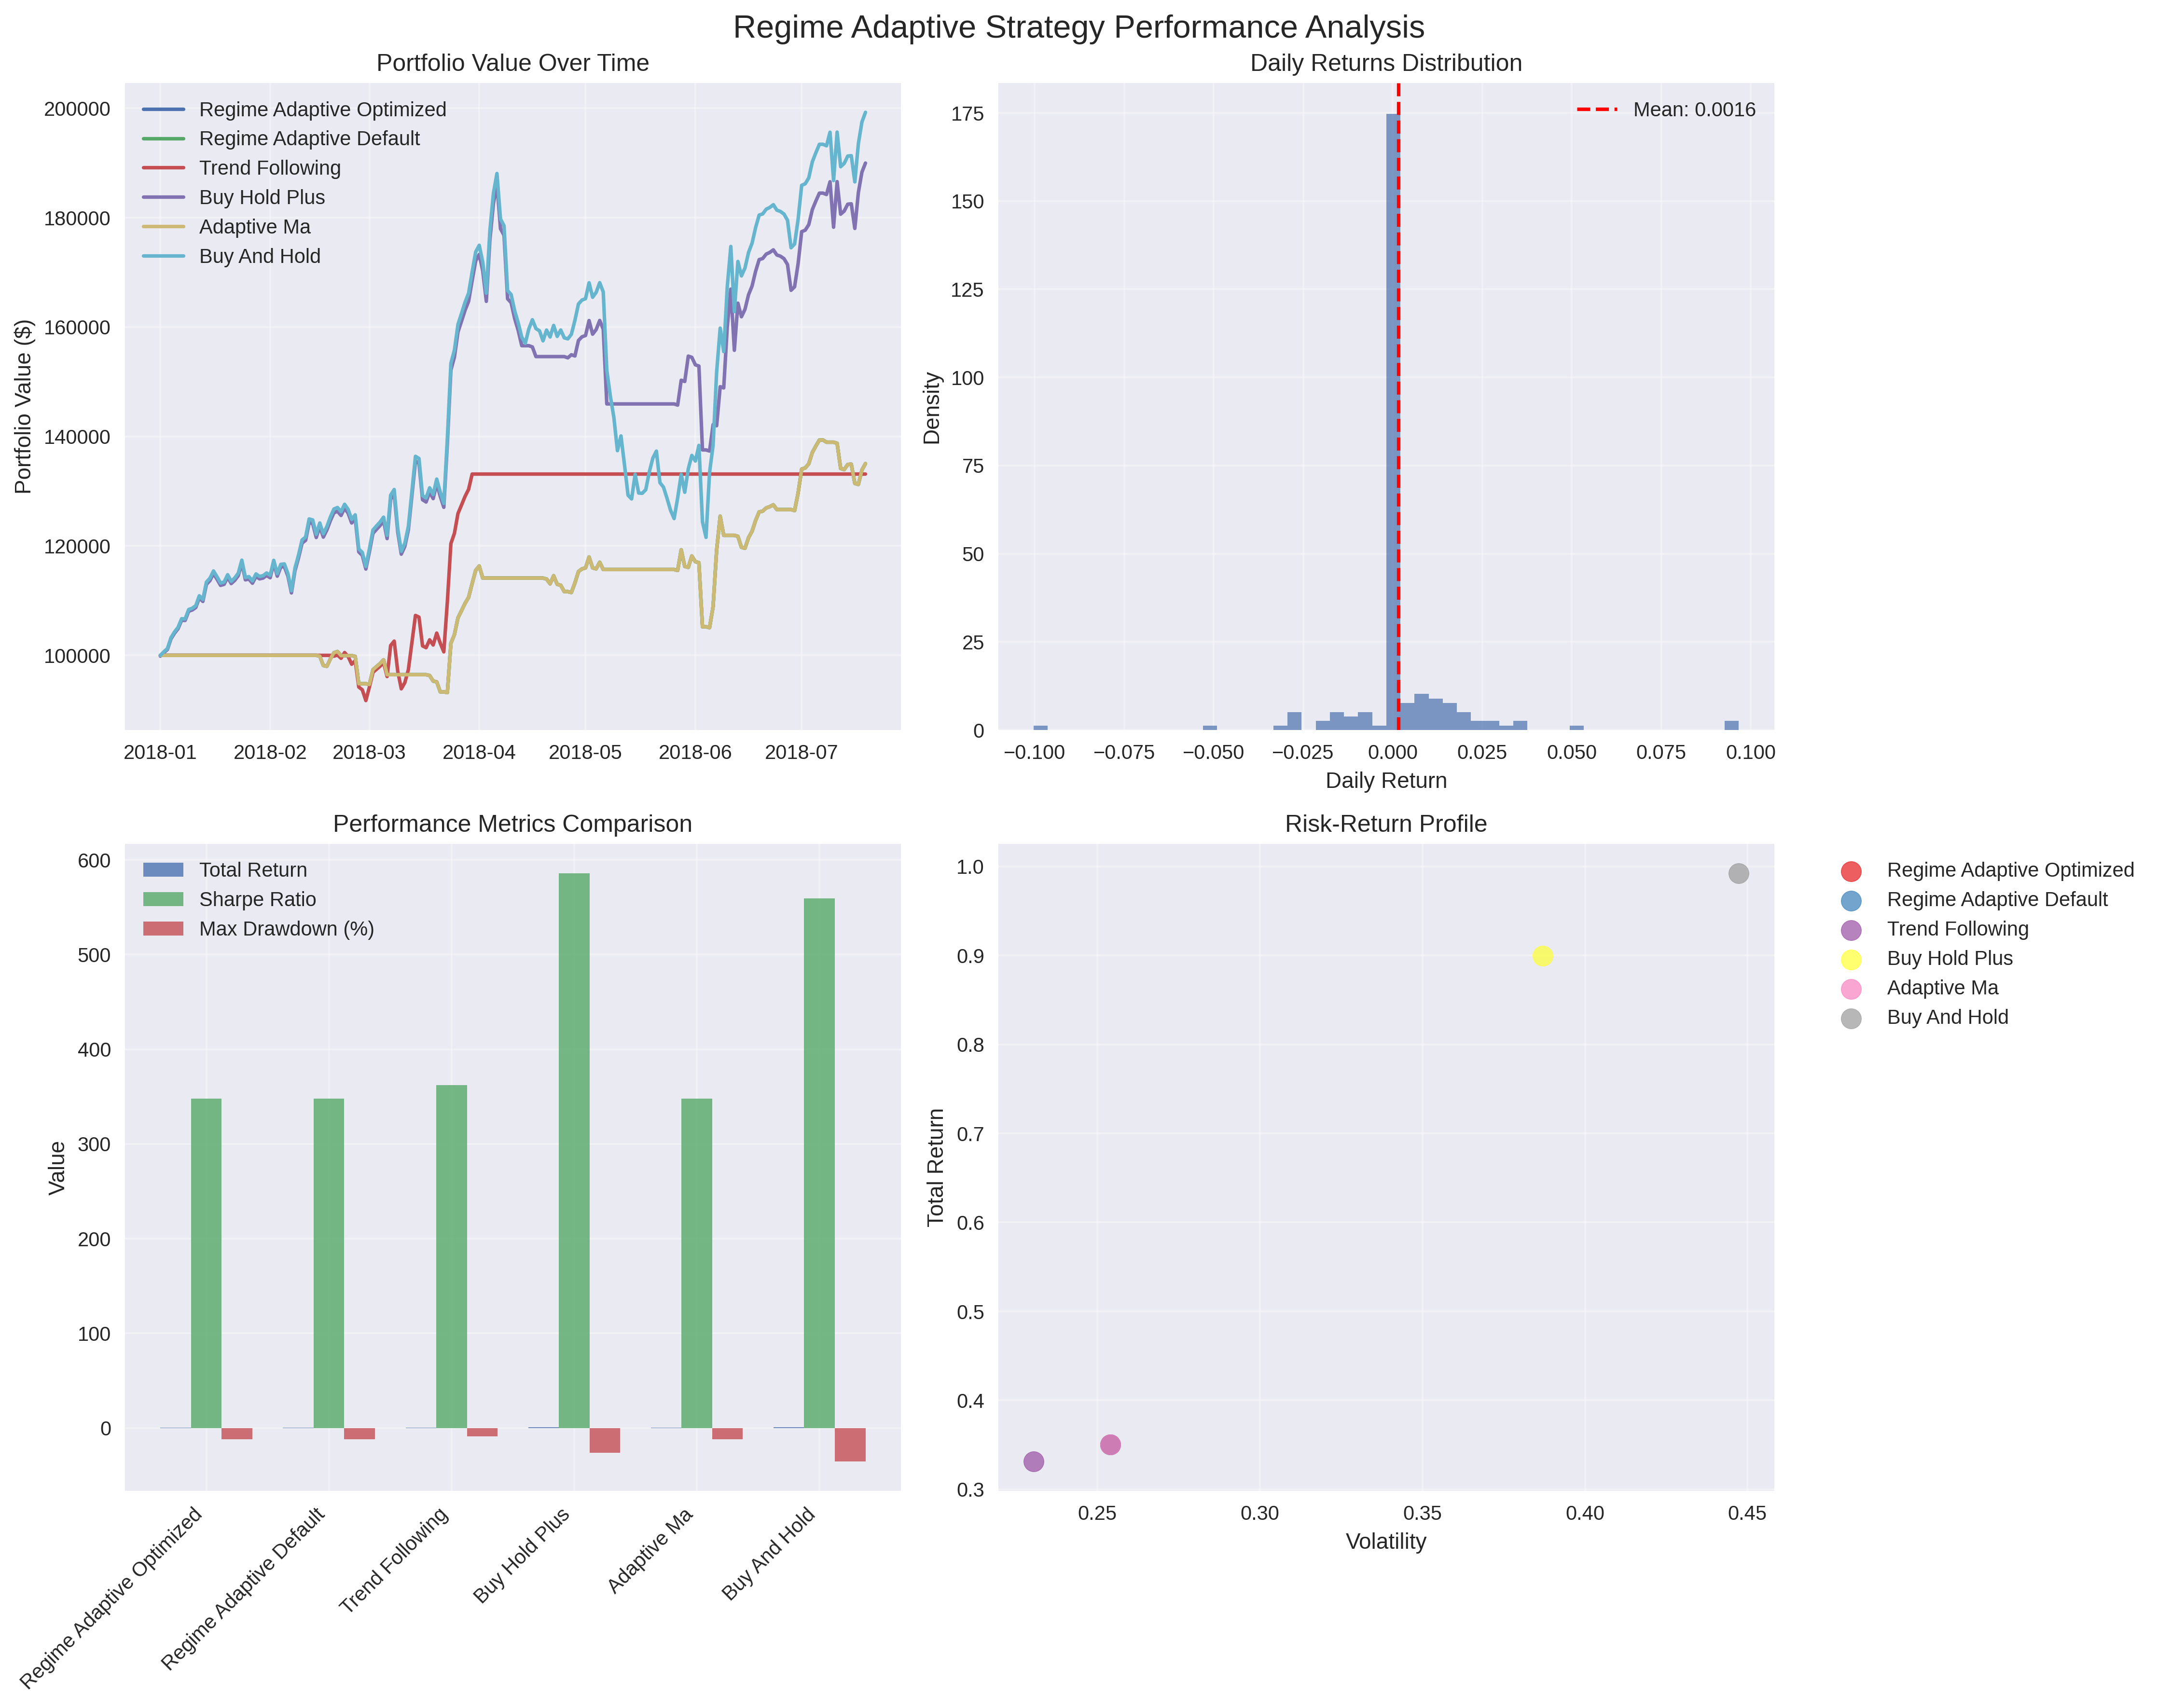 Regime Adaptive Strategy Performance Analysis
Portfolio Value Over Time
Portfolio Value ($)
200000
180000
160000
140000
120000
100000
2018-01 2018-02 2018-03 2018-04 2018-05 2018-06 2018-07
Regime Adaptive Optimized
Regime Adaptive Default
Trend Following
Buy Hold Plus
Adaptive Ma
Buy And Hold
Daily Returns Distribution
Density
175
150
125
100
75
50
25
0
−0.100 −0.075 −0.050 −0.025 0.000 0.025 0.050 0.075 0.100
Daily Return
Mean: 0.0016
Performance Metrics Comparison
Value
600
500
400
300
200
100
0
Total Return
Sharpe Ratio
Max Drawdown (%)
Regime Adaptive Optimized
Regime Adaptive Default
Trend Following
Buy Hold Plus
Adaptive Ma
Buy And Hold
Risk-Return Profile
Total Return
1.0
0.9
0.8
0.7
0.6
0.5
0.4
0.3
0.25 0.30 0.35 0.40 0.45
Volatility
Regime Adaptive Optimized
Regime Adaptive Default
Trend Following
Buy Hold Plus
Adaptive Ma
Buy And Hold